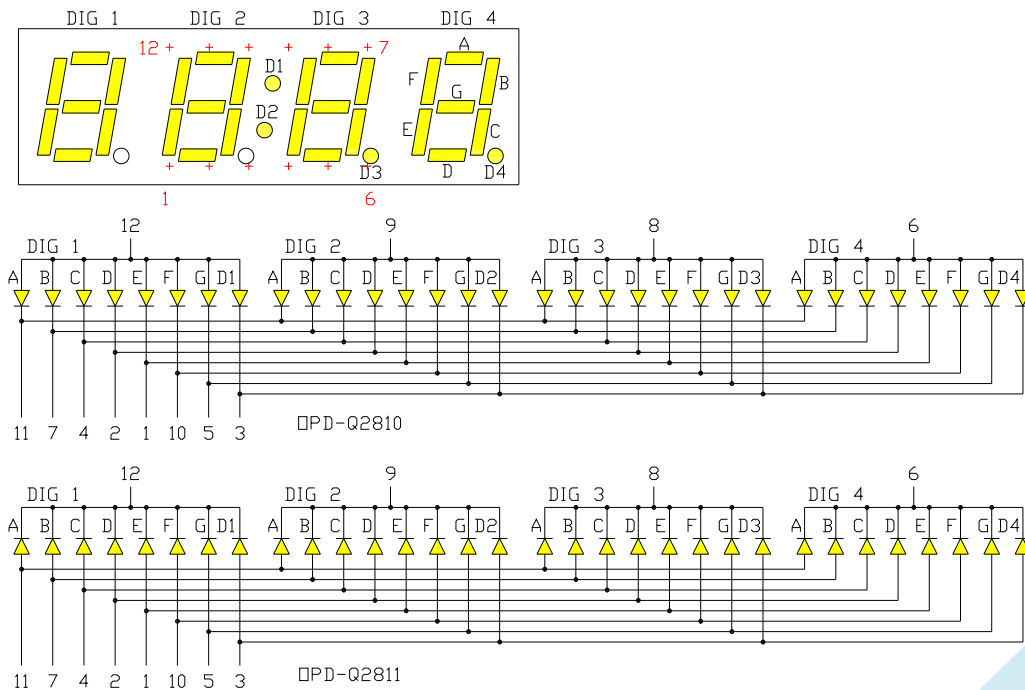 DIG 1 DIG 2 DIG 3 DIG 4
12 7
A
D1
F B
G
D2
E C
D3 D D4
1 6
12 9 8 6
DIG 1 DIG 2 DIG 3 DIG 4
A B C D E F G D1 A B C D E F G D2 A B C D E F G D3 A B C D E F G D4
11 7 4 2 1 10 5 3
OPD-Q2810
12 9 8 6
DIG 1 DIG 2 DIG 3 DIG 4
A B C D E F G D1 A B C D E F G D2 A B C D E F G D3 A B C D E F G D4
11 7 4 2 1 10 5 3
OPD-Q2811